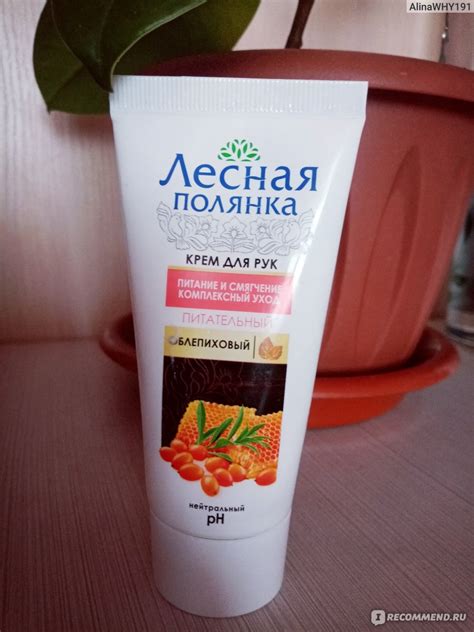 AlinaWHY191
Лесная
полянка
КРЕМ ДЛЯ РУК
ПИТАНИЕ И СМЯГЧЕНИЕ
КОМПЛЕКСНЫЙ УХОД
ПИТАТЕЛЬНЫЙ
ОБЛЕПИХОВЫЙ
нейтральный
pH
I RECOMMEND.RU